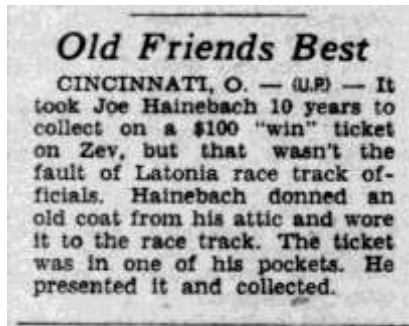 Old Friends Best
CINCINNATI, O. — (U.P.) — It
took Joe Hainebach 10 years to
collect on a $100 "win" ticket
on Zev, but that wasn't the
fault of Latonia race track of-
ficials. Hainebach donned an
old coat from his attic and wore
it to the race track. The ticket
was in one of his pockets. He
presented it and collected.